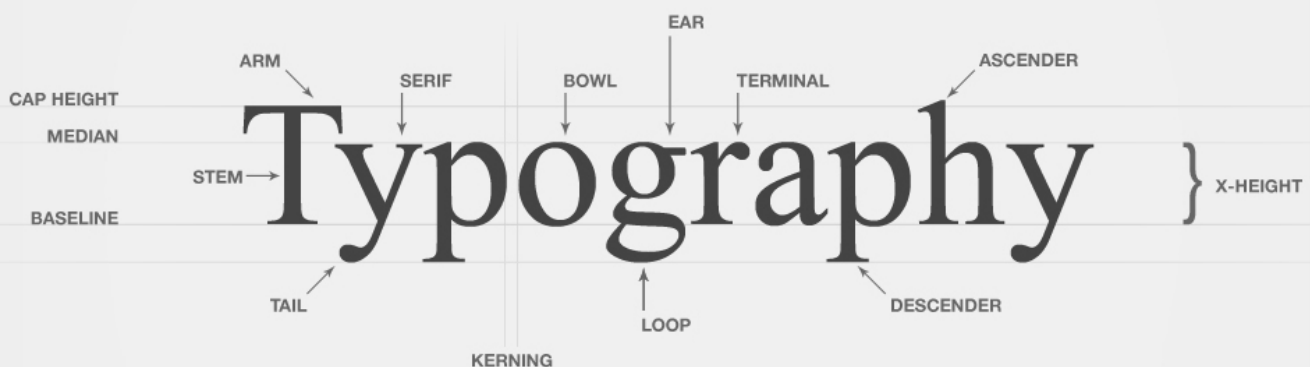 EAR
ARM
ASCENDER
SERIF
BOWL
TERMINAL
CAP HEIGHT
MEDIAN
Typography
STEM
X-HEIGHT
BASELINE
TAIL
DESCENDER
LOOP
KERNING